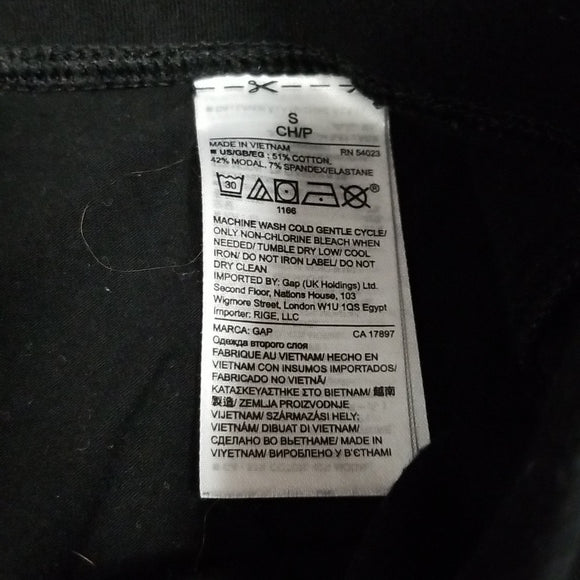 S
CH/P
MADE IN VIETNAM RN 54023
US/GB/EG : 51% COTTON,
42% MODAL, 7% SPANDEX/ELASTANE
30
1166
MACHINE WASH COLD GENTLE CYCLE/
ONLY NON-CHLORINE BLEACH WHEN
NEEDED/ TUMBLE DRY LOW/ COOL
IRON/ DO NOT IRON LABEL/ DO NOT
DRY CLEAN
IMPORTED BY: Gap (UK Holdings) Ltd.
Second Floor, Nations House, 103
Wigmore Street, London W1U 1QS Egypt
Importer: RIGE, LLC
MARCA: GAP CA 17897
Одежда второго слоя
FABRIQUE AU VIETNAM/ HECHO EN
VIETNAM CON INSUMOS IMPORTADOS/
FABRICADO NO VIETNÃ/
ΚΑΤΑΣΚΕΥΑΣΤΗΚΕ ΣΤΟ ΒΙΕΤΝΑΜ/ 越南
製造/ ZEMLJA PROIZVODNJE
VIJETNAM/ SZÁRMAZÁSI HELY:
VIETNÁM/ DIBUAT DI VIETNAM/
СДЕЛАНО ВО ВЬЕТНАМЕ/ MADE IN
VIYETNAM/ ВИРОБЛЕНО У В'ЄТНАМІ